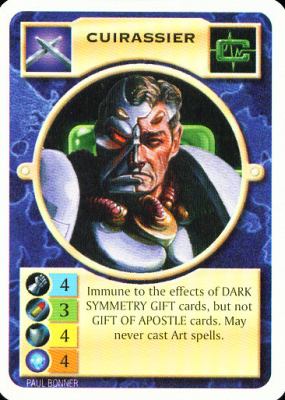 CUIRASSIER
4
3
4
4
Immune to the effects of DARK
SYMMETRY GIFT cards, but not
GIFT OF APOSTLE cards. May
never cast Art spells.
PAUL BONNER